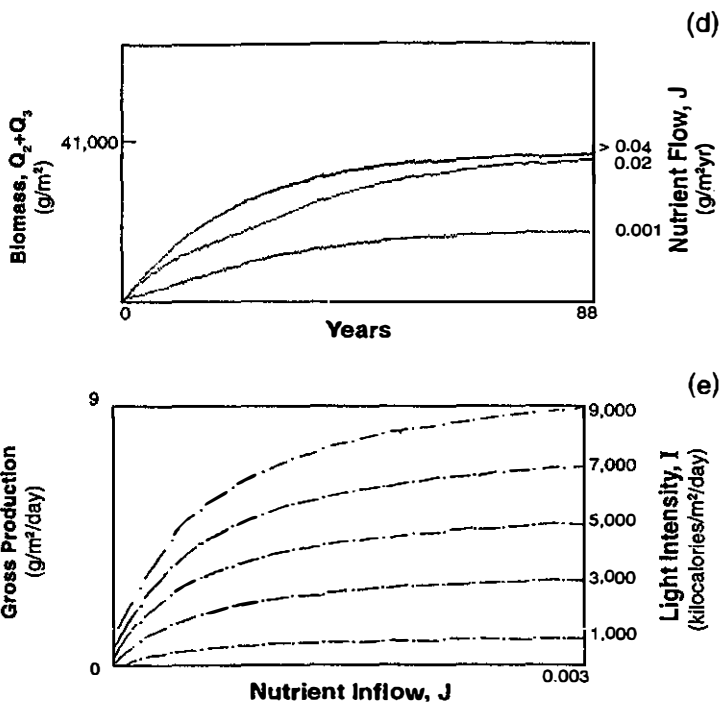 (d)
Biomass, Q₂+Q₃
(g/m²)
41,000
> 0.04
0.02
0.001
Nutrient Flow, J
(g/m²yr)
0
Years
88
(e)
9
Gross Production
(g/m²/day)
0
9,000
7,000
5,000
3,000
1,000
Light Intensity, I
(kilocalories/m²/day)
Nutrient Inflow, J
0.003